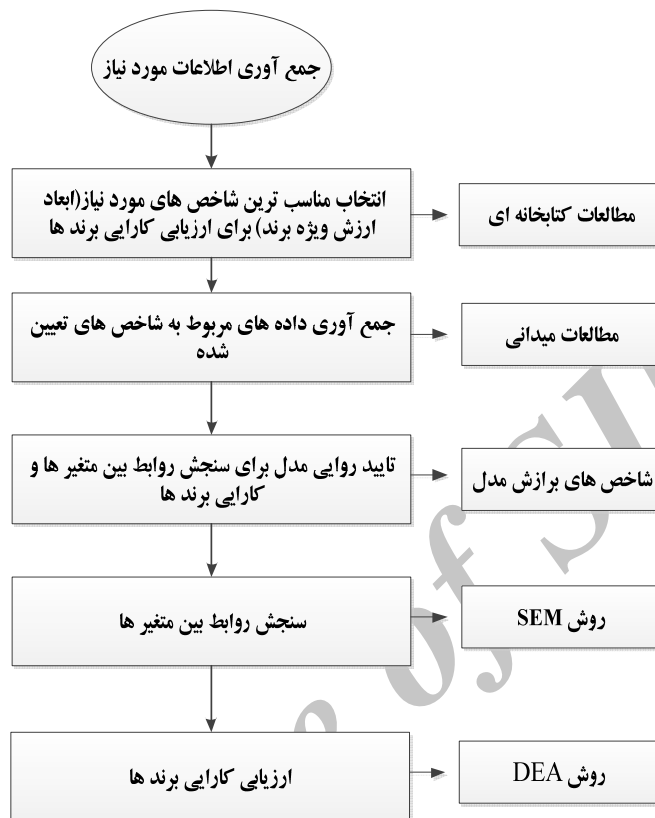 جمع آوری اطلاعات مورد نیاز
انتخاب مناسب ترین شاخص های مورد نیاز(ابعاد
ارزش ویژه برند) برای ارزیابی کارایی برند ها
مطالعات کتابخانه ای
جمع آوری داده های مربوط به شاخص های تعیین
شده
مطالعات میدانی
تایید روایی مدل برای سنجش روابط بین متغیر ها و
کارایی برند ها
شاخص های برازش مدل
سنجش روابط بین متغیر ها
روش SEM
ارزیابی کارایی برند ها
روش DEA
of